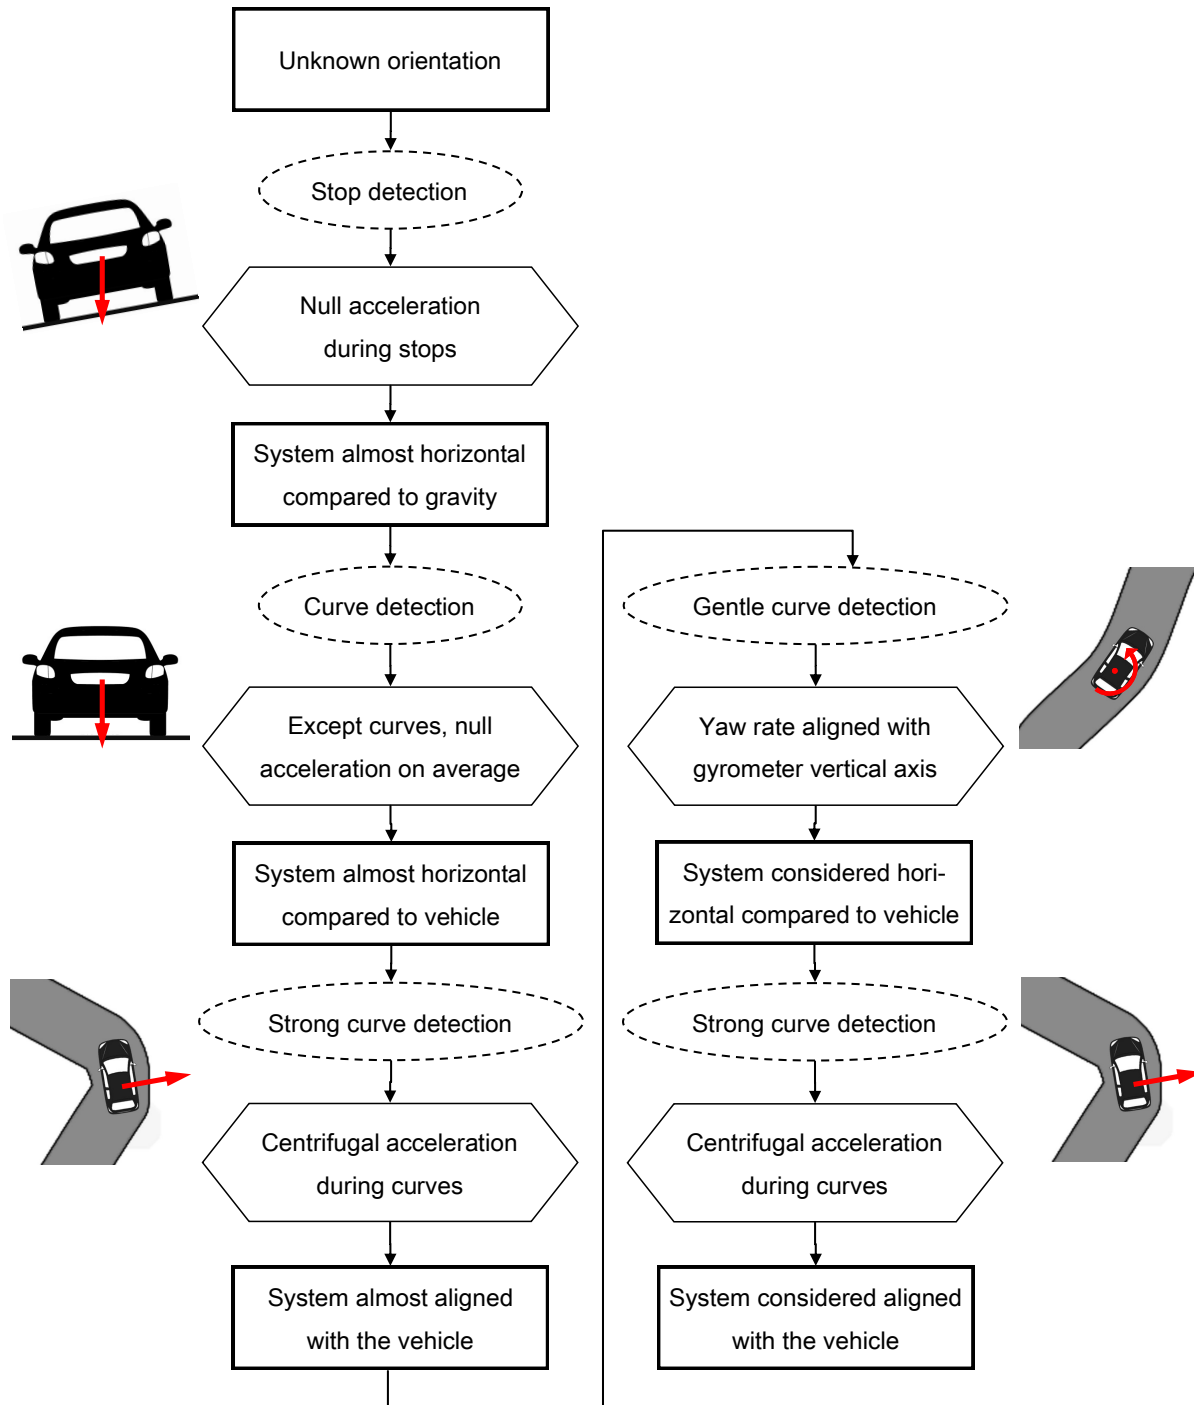 Unknown orientation
Stop detection
Null acceleration
during stops
System almost horizontal
compared to gravity
Curve detection
Except curves, null
acceleration on average
System almost horizontal
compared to vehicle
Strong curve detection
Centrifugal acceleration
during curves
System almost aligned
with the vehicle
Gentle curve detection
Yaw rate aligned with
gyrometer vertical axis
System considered hori-
zontal compared to vehicle
Strong curve detection
Centrifugal acceleration
during curves
System considered aligned
with the vehicle